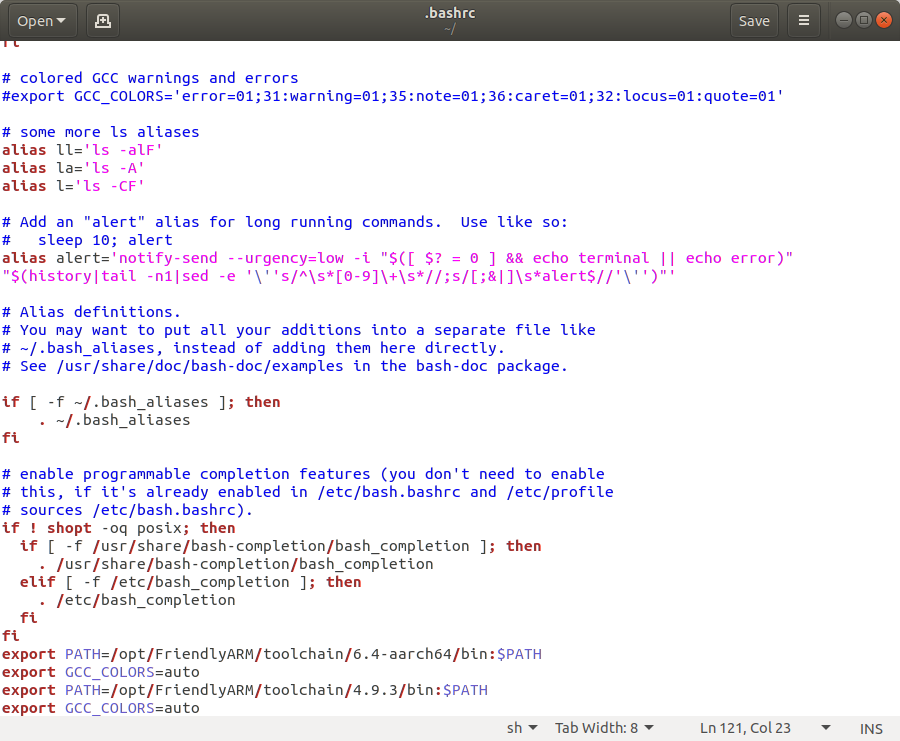 Open
.bashrc
~/
Save
fi
# colored GCC warnings and errors
#export GCC_COLORS='error=01;31:warning=01;35:note=01;36:caret=01;32:locus=01:quote=01'
# some more ls aliases
alias ll='ls -alF'
alias la='ls -A'
alias l='ls -CF'
# Add an "alert" alias for long running commands.  Use like so:
#   sleep 10; alert
alias alert='notify-send --urgency=low -i "$([ $? = 0 ] && echo terminal || echo error)"
"$(history|tail -n1|sed -e '\''s/^\s*[0-9]\+\s*//;s/[;&|]\s*alert$//'\'')"'
# Alias definitions.
# You may want to put all your additions into a separate file like
# ~/.bash_aliases, instead of adding them here directly.
# See /usr/share/doc/bash-doc/examples in the bash-doc package.
if [ -f ~/.bash_aliases ]; then
    . ~/.bash_aliases
fi
# enable programmable completion features (you don't need to enable
# this, if it's already enabled in /etc/bash.bashrc and /etc/profile
# sources /etc/bash.bashrc).
if ! shopt -oq posix; then
  if [ -f /usr/share/bash-completion/bash_completion ]; then
    . /usr/share/bash-completion/bash_completion
  elif [ -f /etc/bash_completion ]; then
    . /etc/bash_completion
  fi
fi
export PATH=/opt/FriendlyARM/toolchain/6.4-aarch64/bin:$PATH
export GCC_COLORS=auto
export PATH=/opt/FriendlyARM/toolchain/4.9.3/bin:$PATH
export GCC_COLORS=auto
sh Tab Width: 8 Ln 121, Col 23 INS